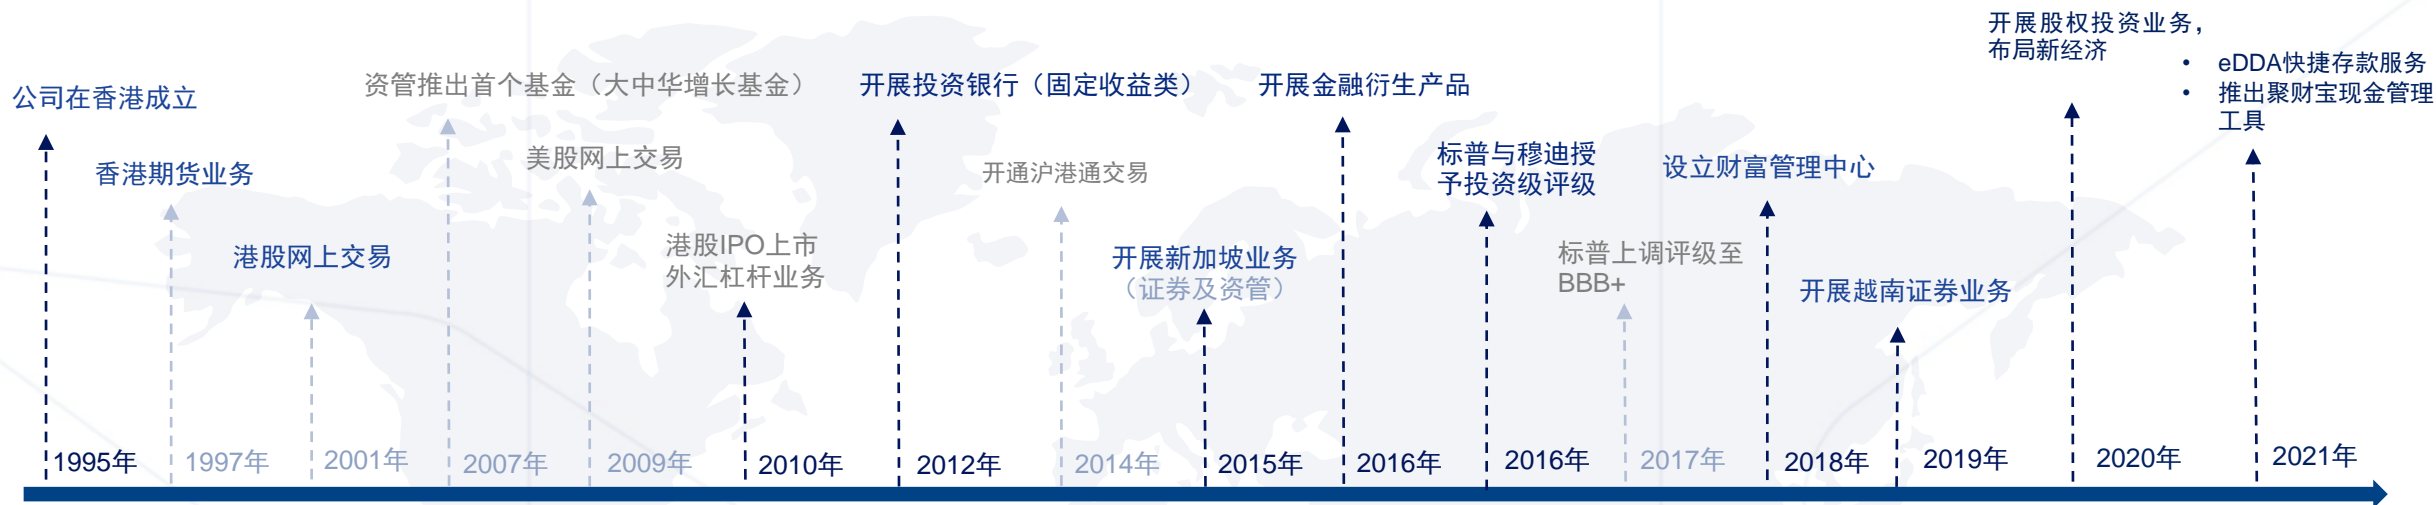 公司在香港成立
1995年
香港期货业务
1997年
港股网上交易
2001年
资管推出首个基金（大中华增长基金）
2007年
美股网上交易
2009年
港股IPO上市
外汇杠杆业务
2010年
开展投资银行（固定收益类）
2012年
开通沪港通交易
2014年
开展新加坡业务
（证券及资管）
2015年
开展金融衍生产品
2016年
标普与穆迪授
予投资级评级
2016年
标普上调评级至
BBB+
2017年
设立财富管理中心
2018年
开展越南证券业务
2019年
开展股权投资业务，
布局新经济
2020年
• eDDA快捷存款服务
• 推出聚财宝现金管理
工具
2021年